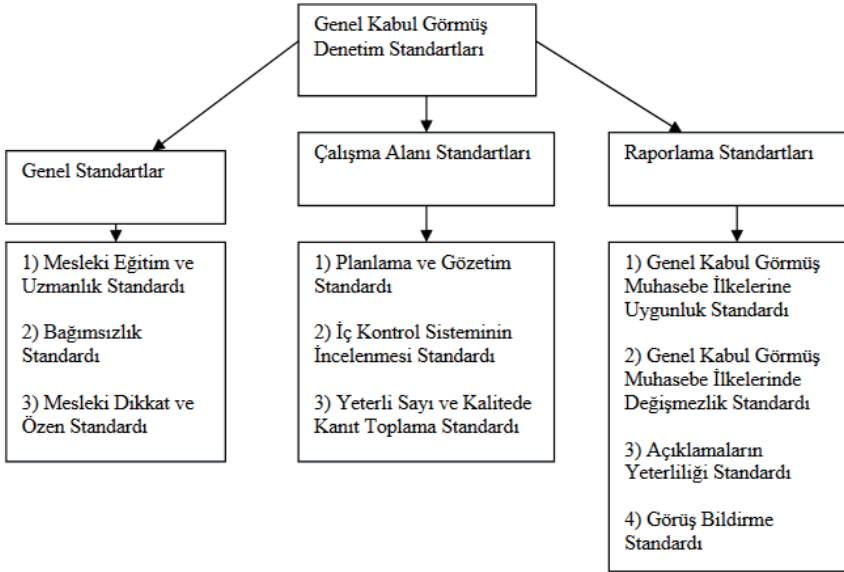 Genel Kabul Görmüş
Denetim Standartları
Genel Standartlar
Çalışma Alanı Standartları
Raporlama Standartları
1) Mesleki Eğitim ve
Uzmanlık Standardı
2) Bağımsızlık
Standardı
3) Mesleki Dikkat ve
Özen Standardı
1) Planlama ve Gözetim
Standardı
2) İç Kontrol Sisteminin
İncelenmesi Standardı
3) Yeterli Sayı ve Kalitede
Kanıt Toplama Standardı
1) Genel Kabul Görmüş
Muhasebe İlkelerine
Uygunluk Standardı
2) Genel Kabul Görmüş
Muhasebe İlkelerinde
Değişmezlik Standardı
3) Açıklamaların
Yeterliliği Standardı
4) Görüş Bildirme
Standardı